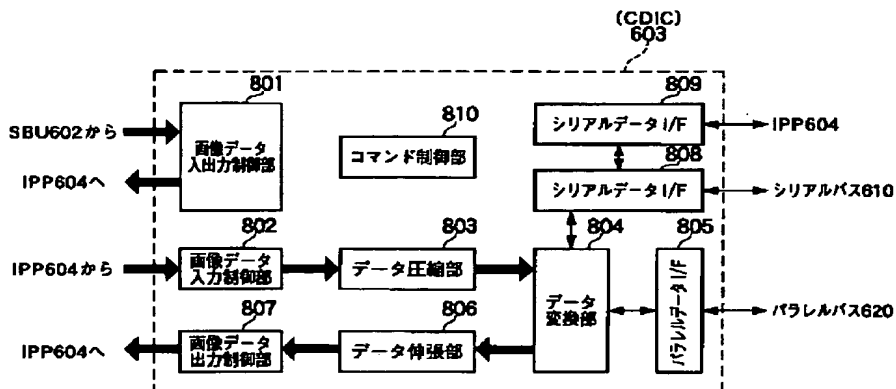 (CDIC)
603
801
SBU602から
画像データ
入出力制御部
IPP604へ
810
コマンド制御部
809
シリアルデータI/F
IPP604
808
シリアルデータI/F
シリアルバス610
802
IPP604から
画像データ
入力制御部
803
データ圧縮部
804
データ
変換部
805
パラレルデータI/F
パラレルバス620
807
IPP604へ
画像データ
出力制御部
806
データ伸張部